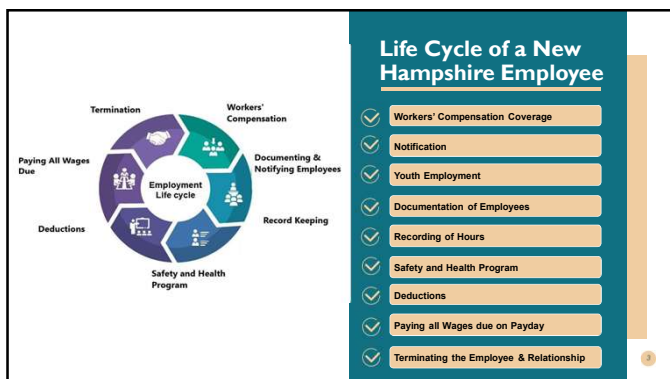 Life Cycle of a New
Hampshire Employee
Termination
Workers'
Compensation
Paying All Wages
Due
Documenting &
Notifying Employees
Employment
Life cycle
Deductions
Record Keeping
Safety and Health
Program
Workers' Compensation Coverage
Notification
Youth Employment
Documentation of Employees
Recording of Hours
Safety and Health Program
Deductions
Paying all Wages due on Payday
Terminating the Employee & Relationship
3